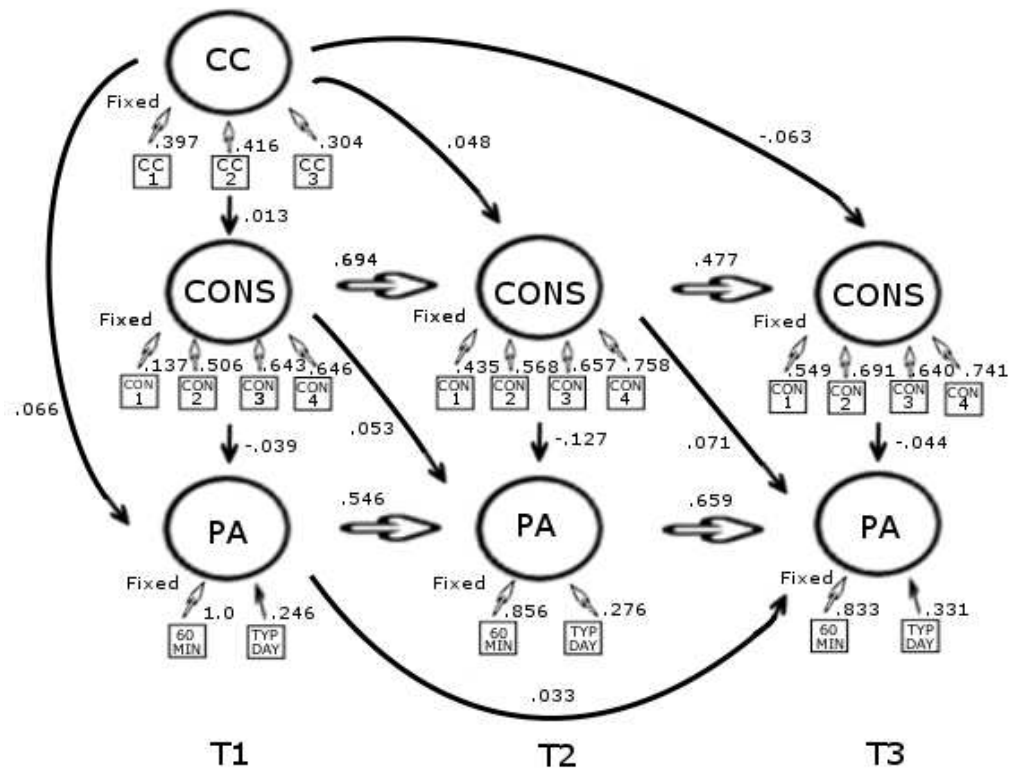 CC
Fixed
.397
.416
.304
CC
1
CC
2
CC
3
.048
-.063
.013
CONS
.694
CONS
.477
CONS
Fixed
Fixed
Fixed
.137
.506
.643
.646
.435
.568
.657
.758
.549
.691
.640
.741
CON
1
CON
2
CON
3
CON
4
CON
1
CON
2
CON
3
CON
4
CON
1
CON
2
CON
3
CON
4
.066
-.039
.053
-.127
.071
-.044
PA
.546
PA
.659
PA
Fixed
Fixed
Fixed
1.0
.246
.856
.276
.833
.331
60
MIN
TYP
DAY
60
MIN
TYP
DAY
60
MIN
TYP
DAY
.033
T1
T2
T3